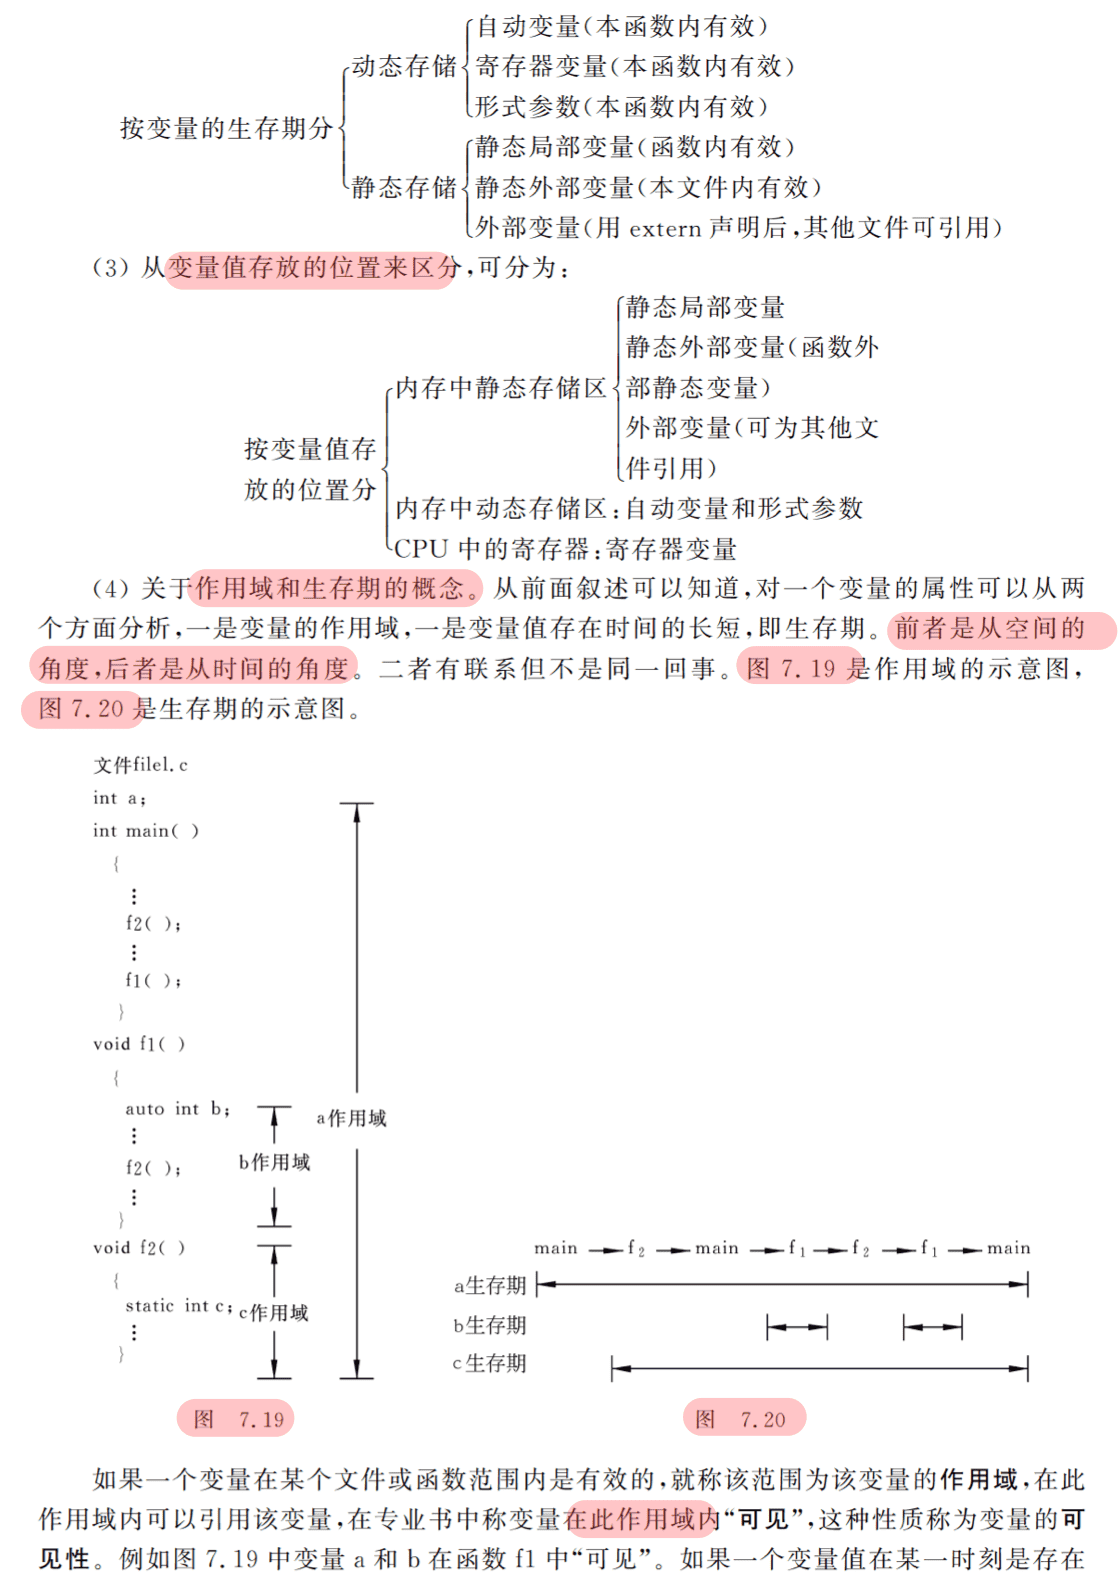 自动变量(本函数内有效)
动态存储 寄存器变量(本函数内有效)
形式参数(本函数内有效)
按变量的生存期分
静态局部变量(函数内有效)
静态存储 静态外部变量(本文件内有效)
外部变量(用 extern 声明后,其他文件可引用)
(3) 从变量值存放的位置来区分,可分为:
静态局部变量
静态外部变量(函数外
内存中静态存储区 部静态变量)
外部变量(可为其他文
件引用)
按变量值存
放的位置分
内存中动态存储区:自动变量和形式参数
CPU 中的寄存器:寄存器变量
(4) 关于作用域和生存期的概念。从前面叙述可以知道,对一个变量的属性可以从两
个方面分析,一是变量的作用域,一是变量值存在时间的长短,即生存期。前者是从空间的
角度,后者是从时间的角度。二者有联系但不是同一回事。图 7.19 是作用域的示意图,
图 7.20 是生存期的示意图。
文件file1.c
int a;
int main( )
{
⋮
f2( );
⋮
f1( );
}
void f1( )
{
auto int b;
⋮
f2( );
⋮
}
void f2( )
{
static int c;
⋮
}
a作用域
b作用域
c作用域
图 7.19
main f2 main f1 f2 f1 main
a生存期
b生存期
c生存期
图 7.20
如果一个变量在某个文件或函数范围内是有效的,就称该范围为该变量的作用域,在此
作用域内可以引用该变量,在专业书中称变量在此作用域内“可见”,这种性质称为变量的可
见性。例如图 7.19 中变量 a 和 b 在函数 f1 中“可见”。如果一个变量值在某一时刻是存在